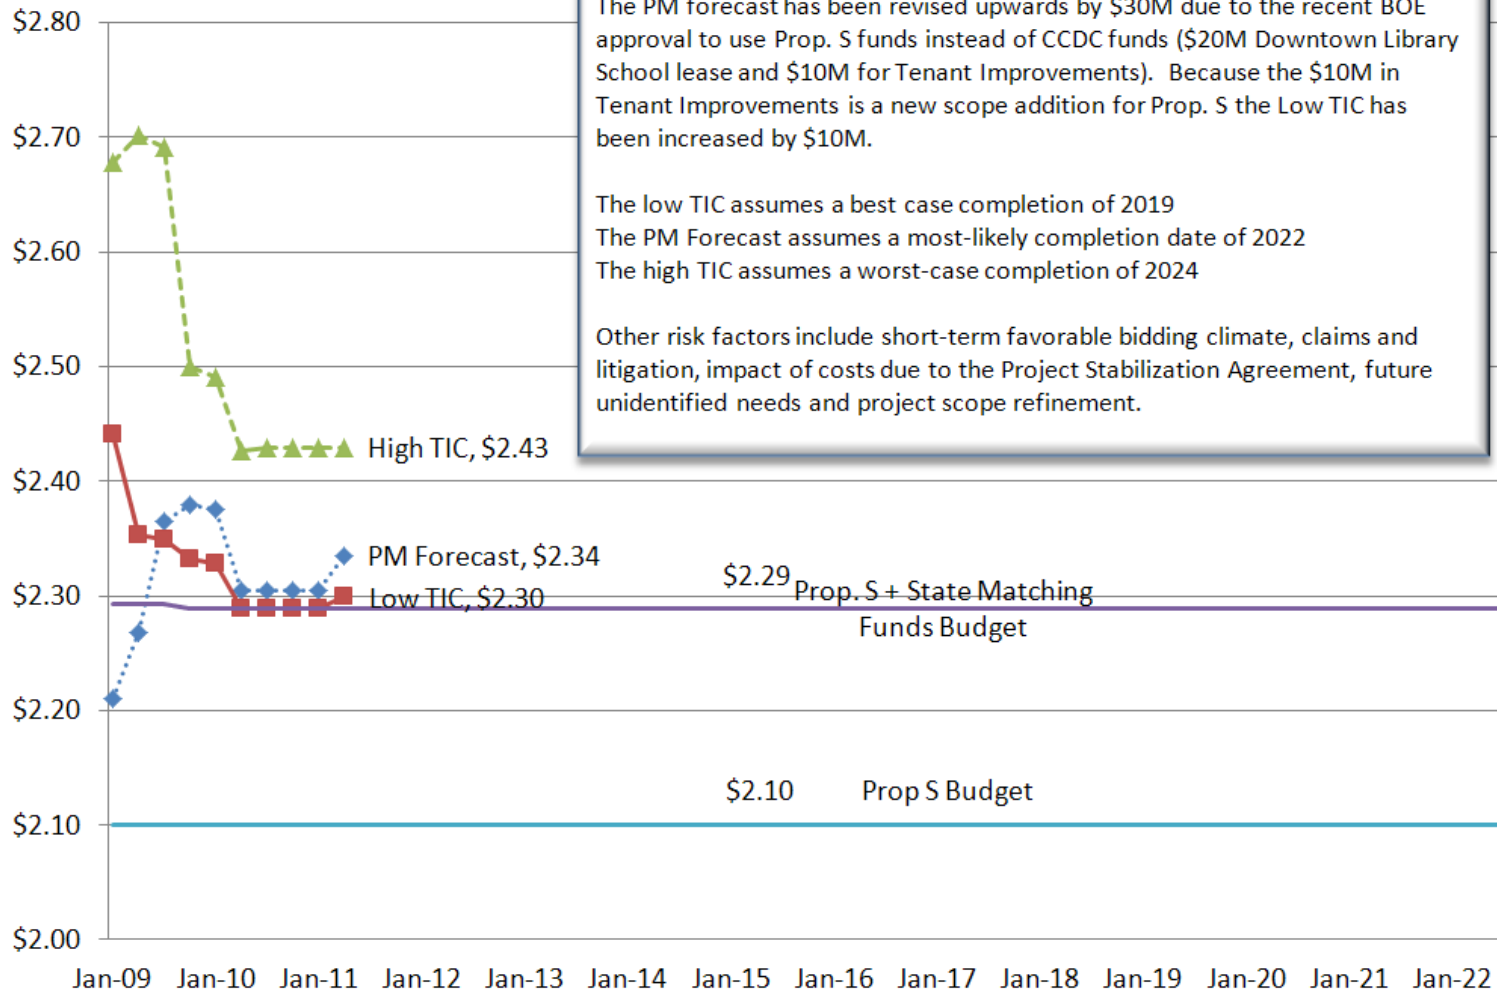 The PM forecast has been revised upwards by $30M due to the recent BOE
approval to use Prop. S funds instead of CCDC funds ($20M Downtown Library
School lease and $10M for Tenant Improvements). Because the $10M in
Tenant Improvements is a new scope addition for Prop. S the Low TIC has
been increased by $10M.
The low TIC assumes a best case completion of 2019
The PM Forecast assumes a most-likely completion date of 2022
The high TIC assumes a worst-case completion of 2024
Other risk factors include short-term favorable bidding climate, claims and
litigation, impact of costs due to the Project Stabilization Agreement, future
unidentified needs and project scope refinement.
$2.80
$2.70
$2.60
$2.50
$2.40
$2.30
$2.20
$2.10
$2.00
High TIC, $2.43
PM Forecast, $2.34
Low TIC, $2.30
$2.29
Prop. S + State Matching
Funds Budget
$2.10
Prop S Budget
Jan-09 Jan-10 Jan-11 Jan-12 Jan-13 Jan-14 Jan-15 Jan-16 Jan-17 Jan-18 Jan-19 Jan-20 Jan-21 Jan-22